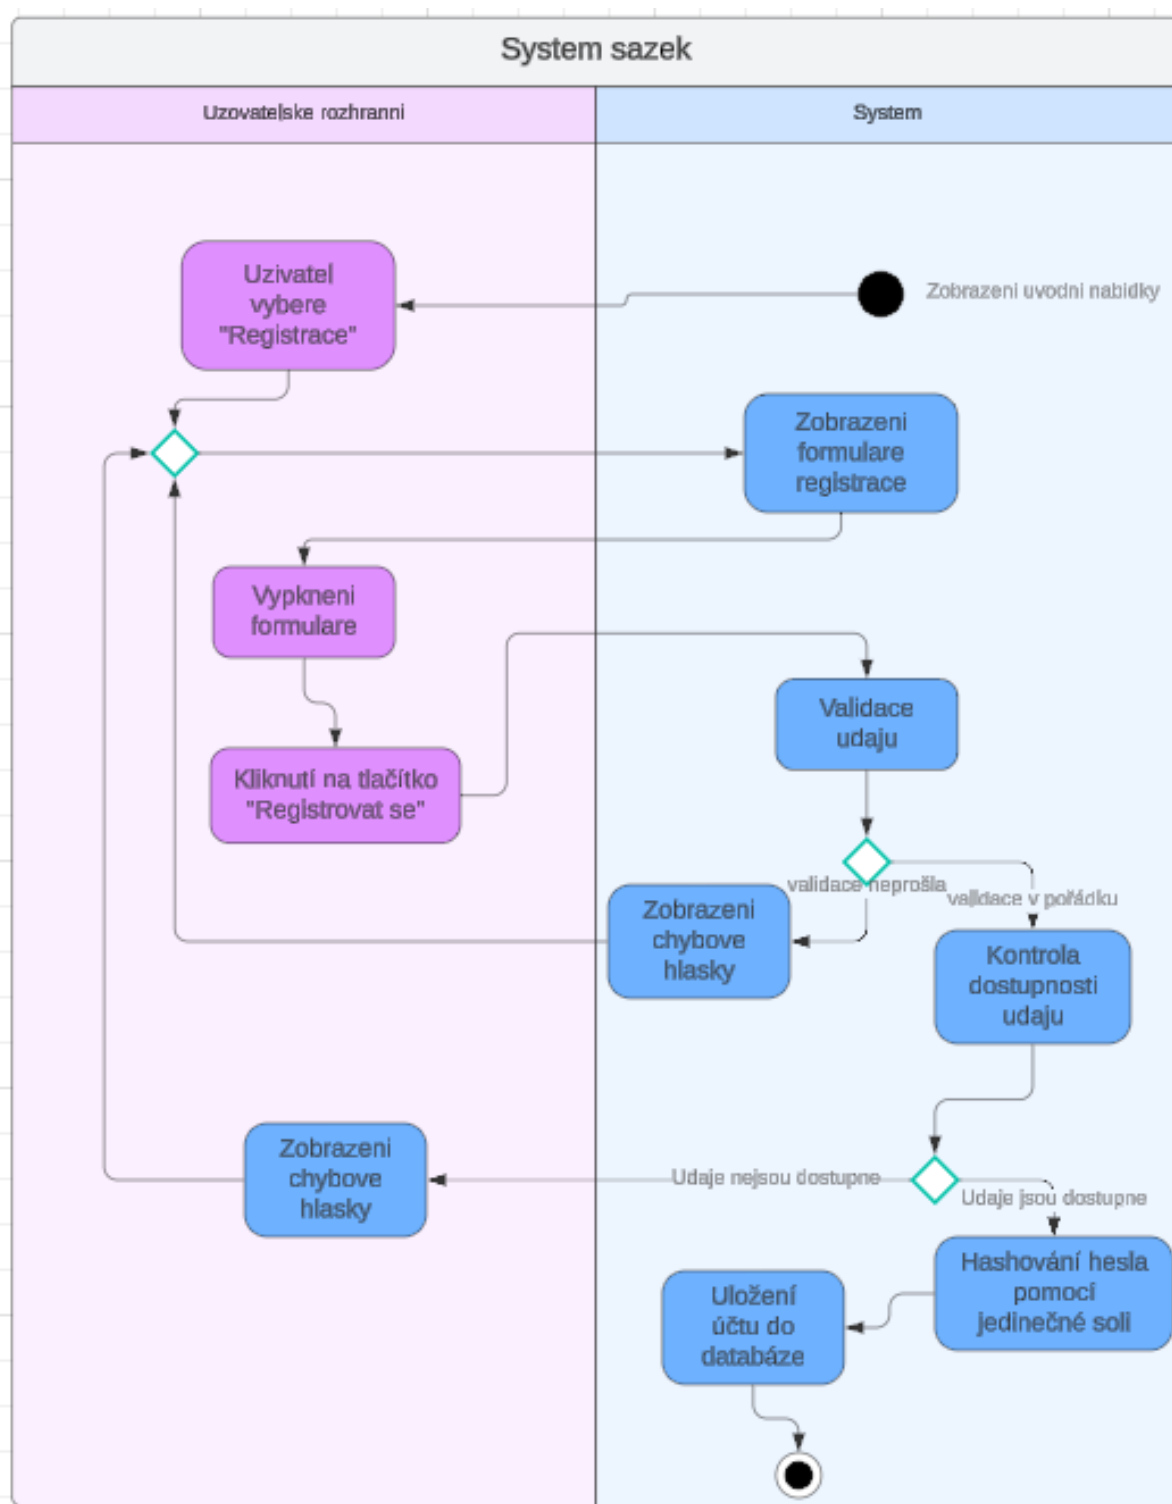 System sazek
Uzovatelske rozhranni
System
Uzivatel
vybere
"Registrace"
Zobrazeni uvodni nabidky
Zobrazeni
formulare
registrace
Vypkneni
formulare
Validace
udaju
Kliknutí na tlačítko
"Registrovat se"
validace neprošla
validace v pořádku
Zobrazeni
chybove
hlasky
Kontrola
dostupnosti
udaju
Zobrazeni
chybove
hlasky
Udaje nejsou dostupne
Udaje jsou dostupne
Hashování hesla
pomocí
jedinečné soli
Uložení
účtu do
databáze